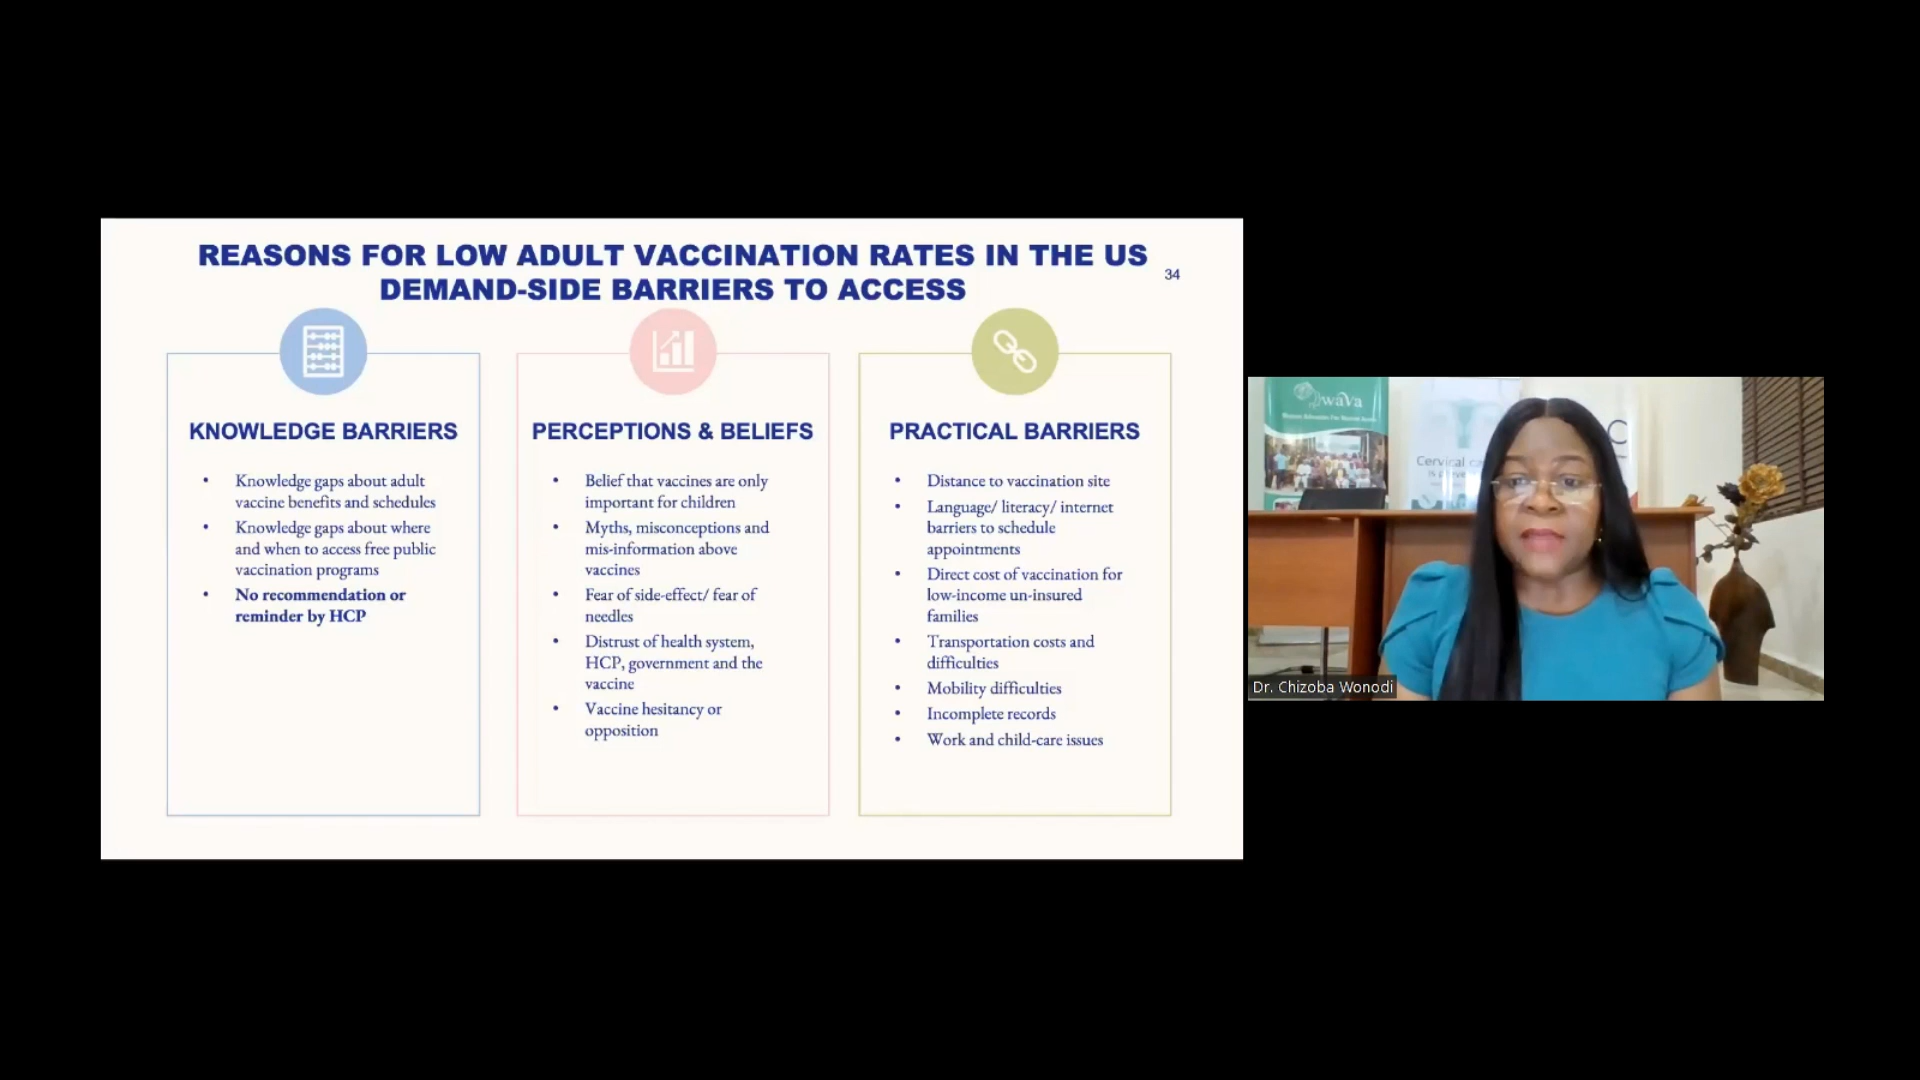 REASONS FOR LOW ADULT VACCINATION RATES IN THE US
DEMAND-SIDE BARRIERS TO ACCESS
34
KNOWLEDGE BARRIERS
• Knowledge gaps about adult
vaccine benefits and schedules
• Knowledge gaps about where
and when to access free public
vaccination programs
• No recommendation or
reminder by HCP
PERCEPTIONS & BELIEFS
• Belief that vaccines are only
important for children
• Myths, misconceptions and
mis-information above
vaccines
• Fear of side-effect/ fear of
needles
• Distrust of health system,
HCP, government and the
vaccine
• Vaccine hesitancy or
opposition
PRACTICAL BARRIERS
• Distance to vaccination site
• Language/ literacy/ internet
barriers to schedule
appointments
• Direct cost of vaccination for
low-income un-insured
families
• Transportation costs and
difficulties
• Mobility difficulties
• Incomplete records
• Work and child-care issues
wava
Cervical
C
Dr. Chizoba Wonodi